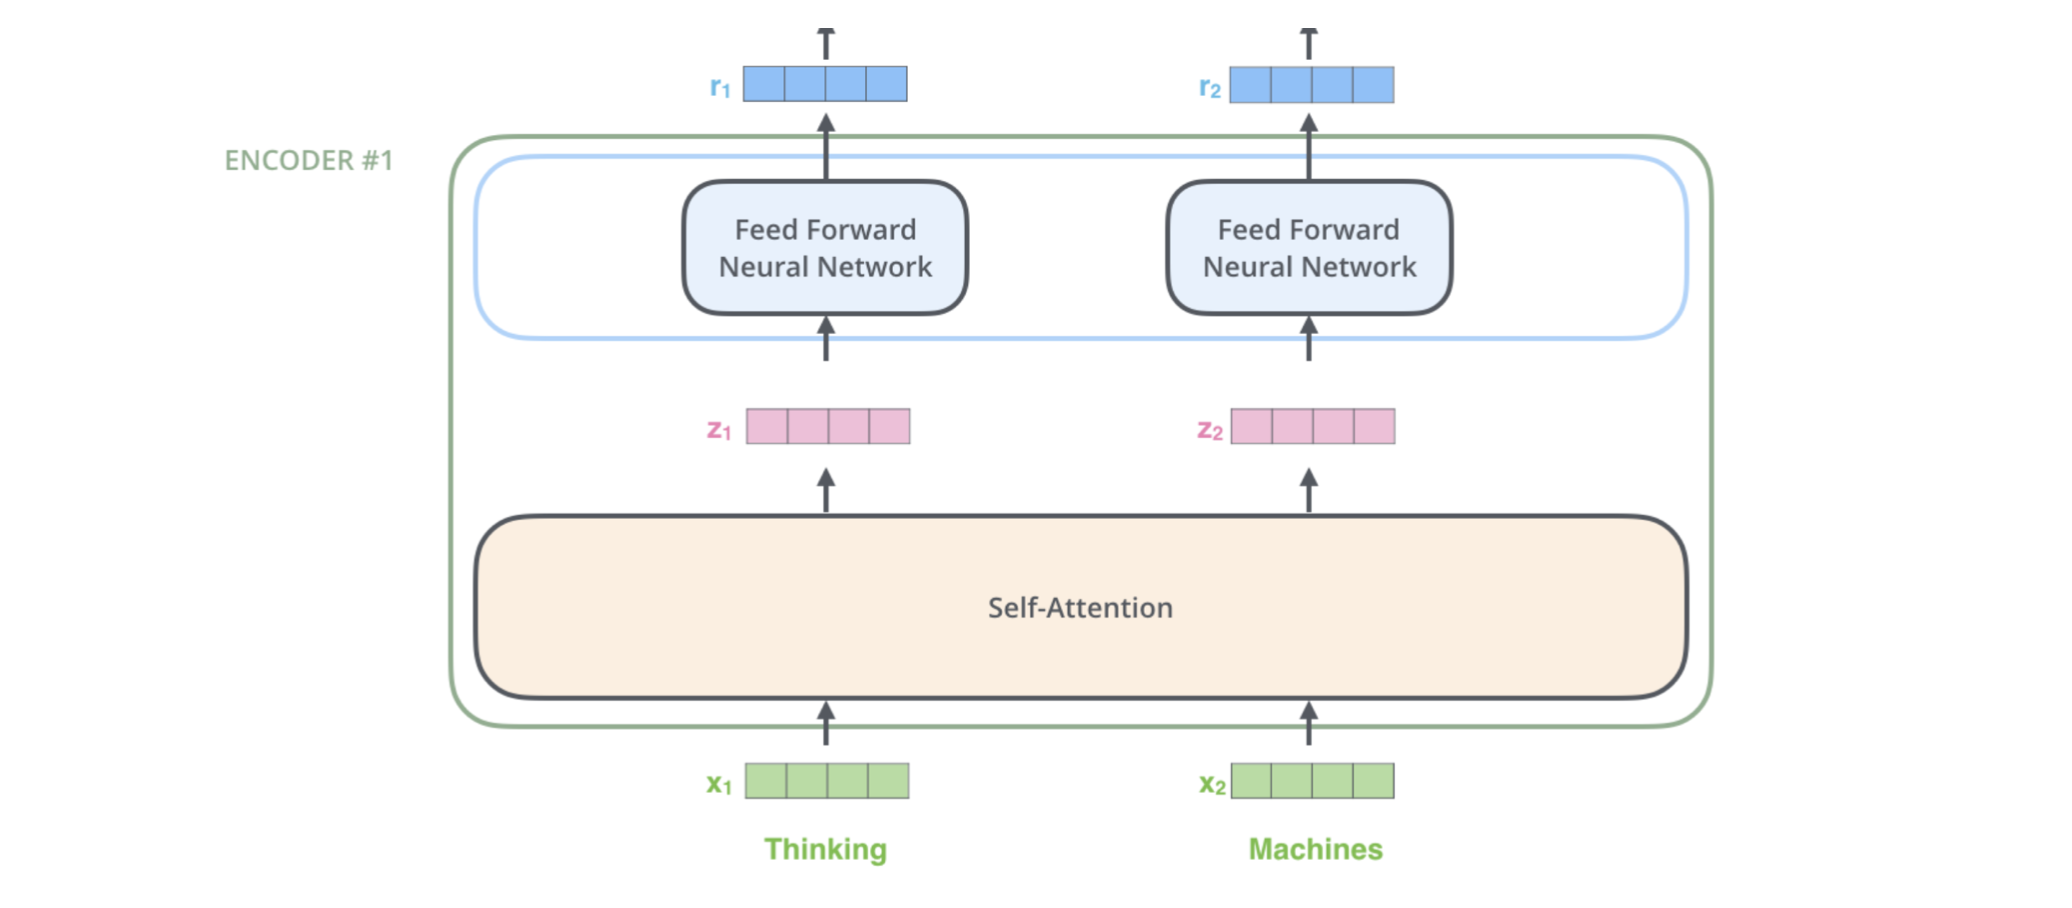 r₁
r₂
ENCODER #1
Feed Forward
Neural Network
Feed Forward
Neural Network
z₁
z₂
Self-Attention
x₁
x₂
Thinking
Machines